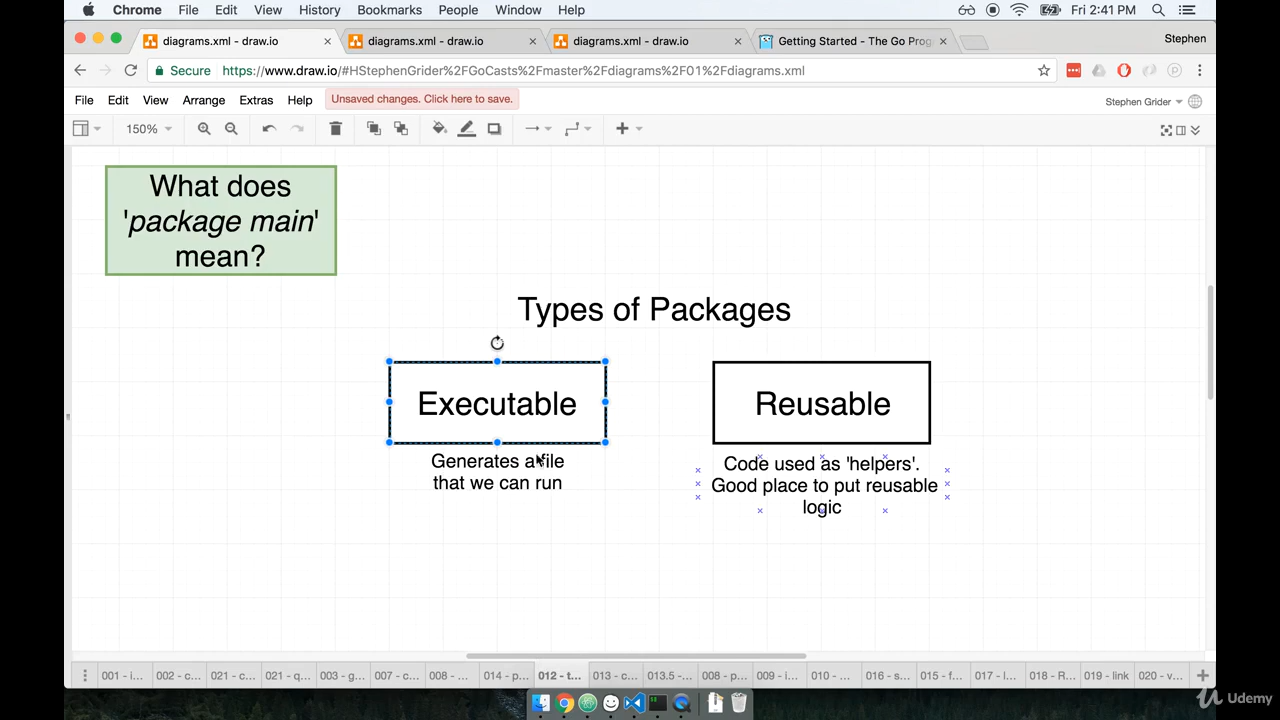 Chrome File Edit View History Bookmarks People Window Help Fri 2:41 PM
diagrams.xml - draw.io diagrams.xml - draw.io diagrams.xml - draw.io Getting Started - The Go Prog Stephen
Secure https://www.draw.io/#HStephenGrider%2FGoCasts%2Fmaster%2Fdiagrams%2F01%2Fdiagrams.xml
File Edit View Arrange Extras Help Unsaved changes. Click here to save. Stephen Grider
150%
What does
'package main'
mean?
Types of Packages
Executable Reusable
Generates a file
that we can run
Code used as 'helpers'.
Good place to put reusable
logic
001 - i... 002 - c... 021 - c... 021 - q... 003 - g... 007 - c... 008 - ... 014 - p... 012 - t... 013 - c... 013.5 - ... 008 - p... 009 - i... 010 - ... 016 - s... 015 - f... 017 - i... 018 - R... 019 - link 020 - v...
Udemy